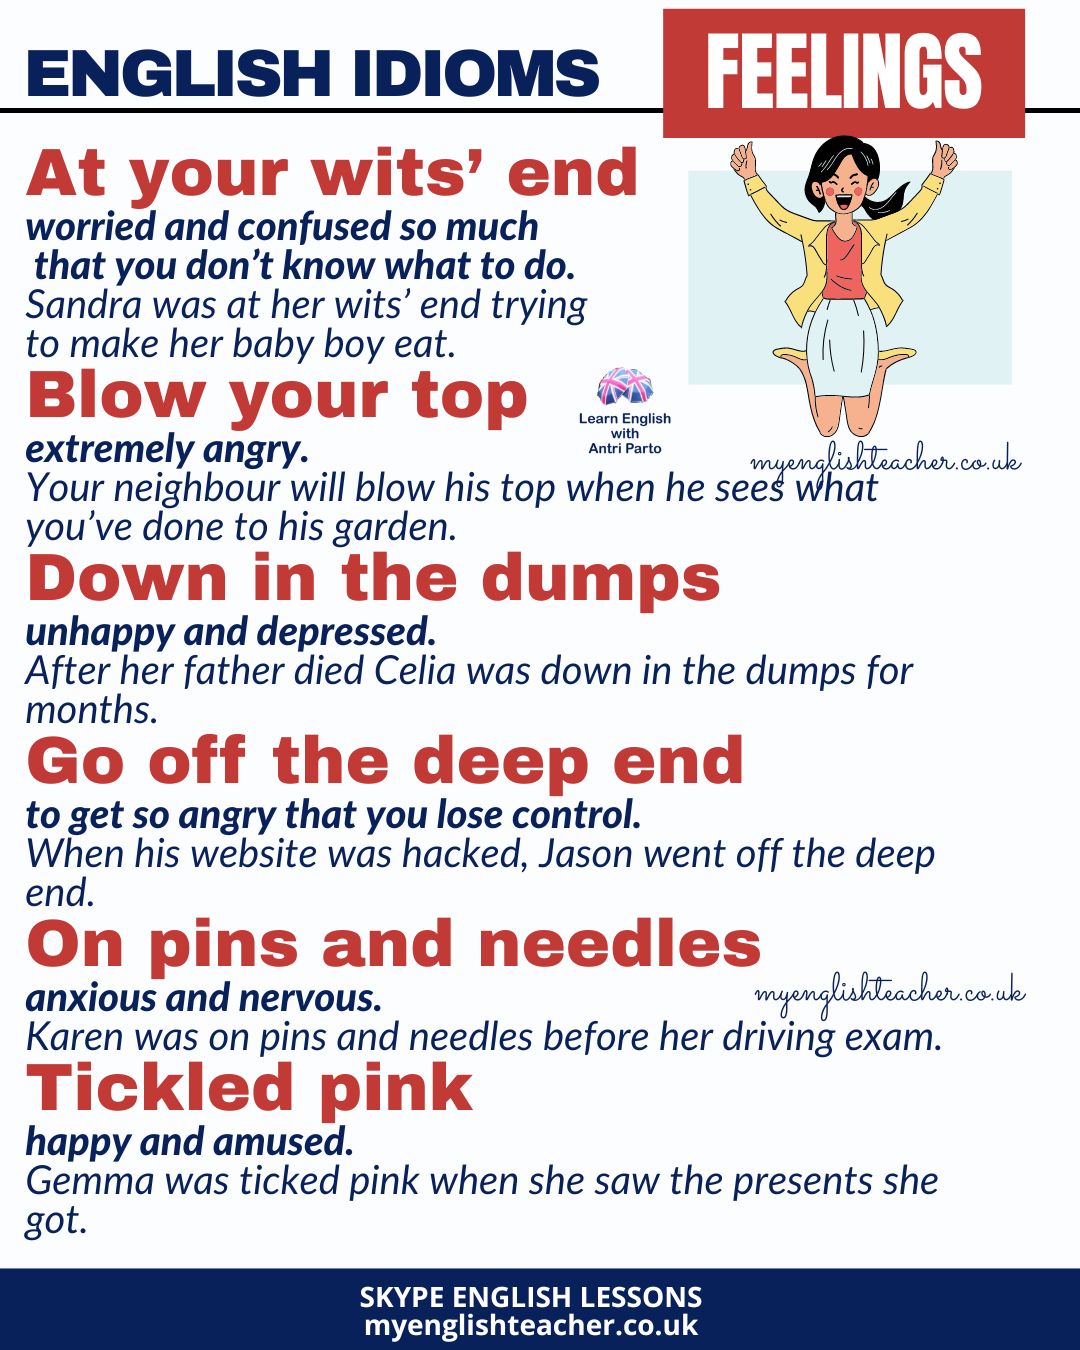 ENGLISH IDIOMS
FEELINGS
At your wits’ end
worried and confused so much
that you don’t know what to do.
Sandra was at her wits’ end trying
to make her baby boy eat.
Blow your top
Learn English
with
Antri Parto
extremely angry.
myenglishteacher.co.uk
Your neighbour will blow his top when he sees what
you’ve done to his garden.
Down in the dumps
unhappy and depressed.
After her father died Celia was down in the dumps for
months.
Go off the deep end
to get so angry that you lose control.
When his website was hacked, Jason went off the deep
end.
On pins and needles
anxious and nervous.
myenglishteacher.co.uk
Karen was on pins and needles before her driving exam.
Tickled pink
happy and amused.
Gemma was ticked pink when she saw the presents she
got.
SKYPE ENGLISH LESSONS
myenglishteacher.co.uk